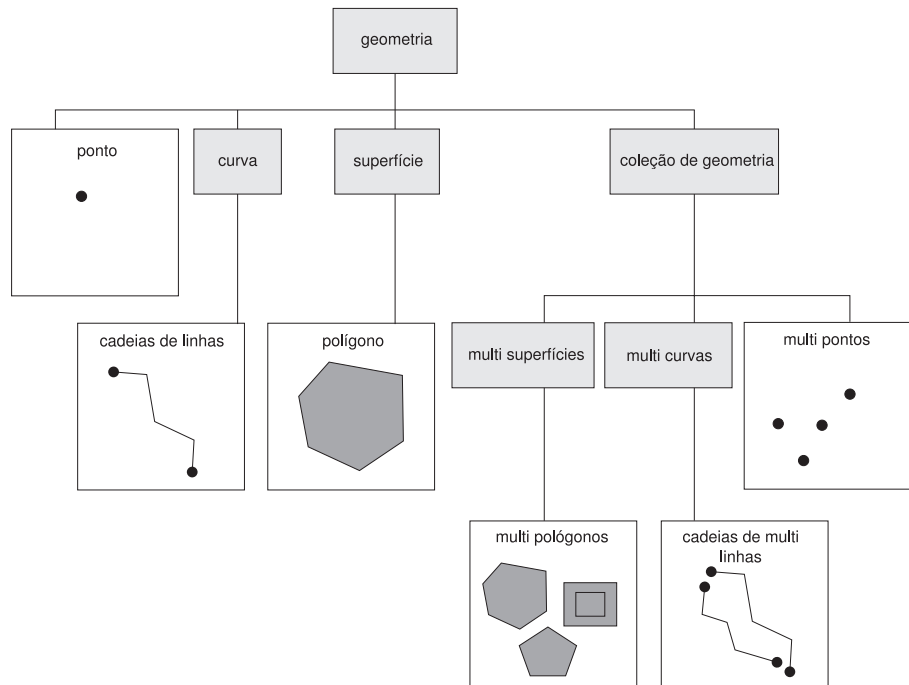 geometria
ponto
curva
superfície
coleção de geometria
cadeias de linhas
polígono
multi superfícies
multi curvas
multi pontos
multi pológonos
cadeias de multi
linhas